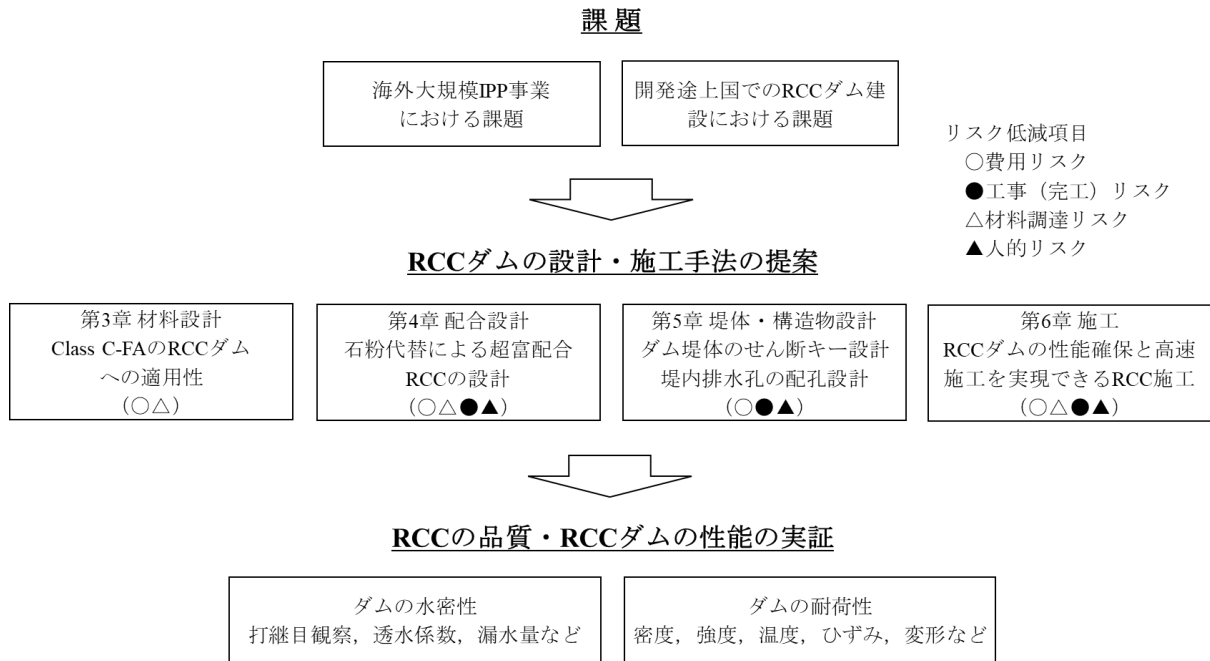 課 題
海外大規模IPP事業
における課題
開発途上国でのRCCダム建
設における課題
リスク低減項目
○費用リスク
●工事（完工）リスク
△材料調達リスク
▲人的リスク
RCCダムの設計・施工手法の提案
第3章 材料設計
Class C-FAのRCCダム
への適用性
（○△）
第4章 配合設計
石粉代替による超富配合
RCCの設計
（○△●▲）
第5章 堤体・構造物設計
ダム堤体のせん断キー設計
堤内排水孔の配孔設計
（○●▲）
第6章 施工
RCCダムの性能確保と高速
施工を実現できるRCC施工
（○△●▲）
RCCの品質・RCCダムの性能の実証
ダムの水密性
打継目観察，透水係数，漏水量など
ダムの耐荷性
密度，強度，温度，ひずみ，変形など